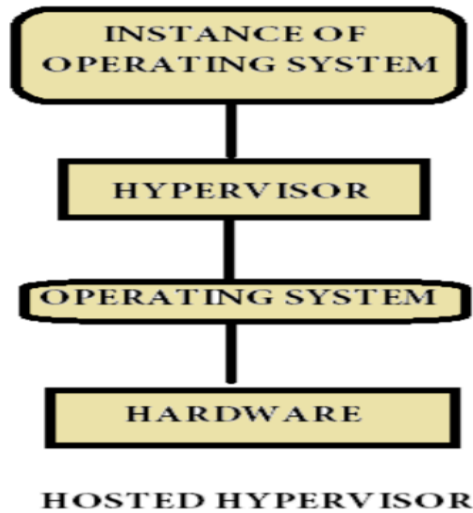 INSTANCE OF
OPERATING SYSTEM
HYPERVISOR
OPERATING SYSTEM
HARDWARE
HOSTED HYPERVISOR